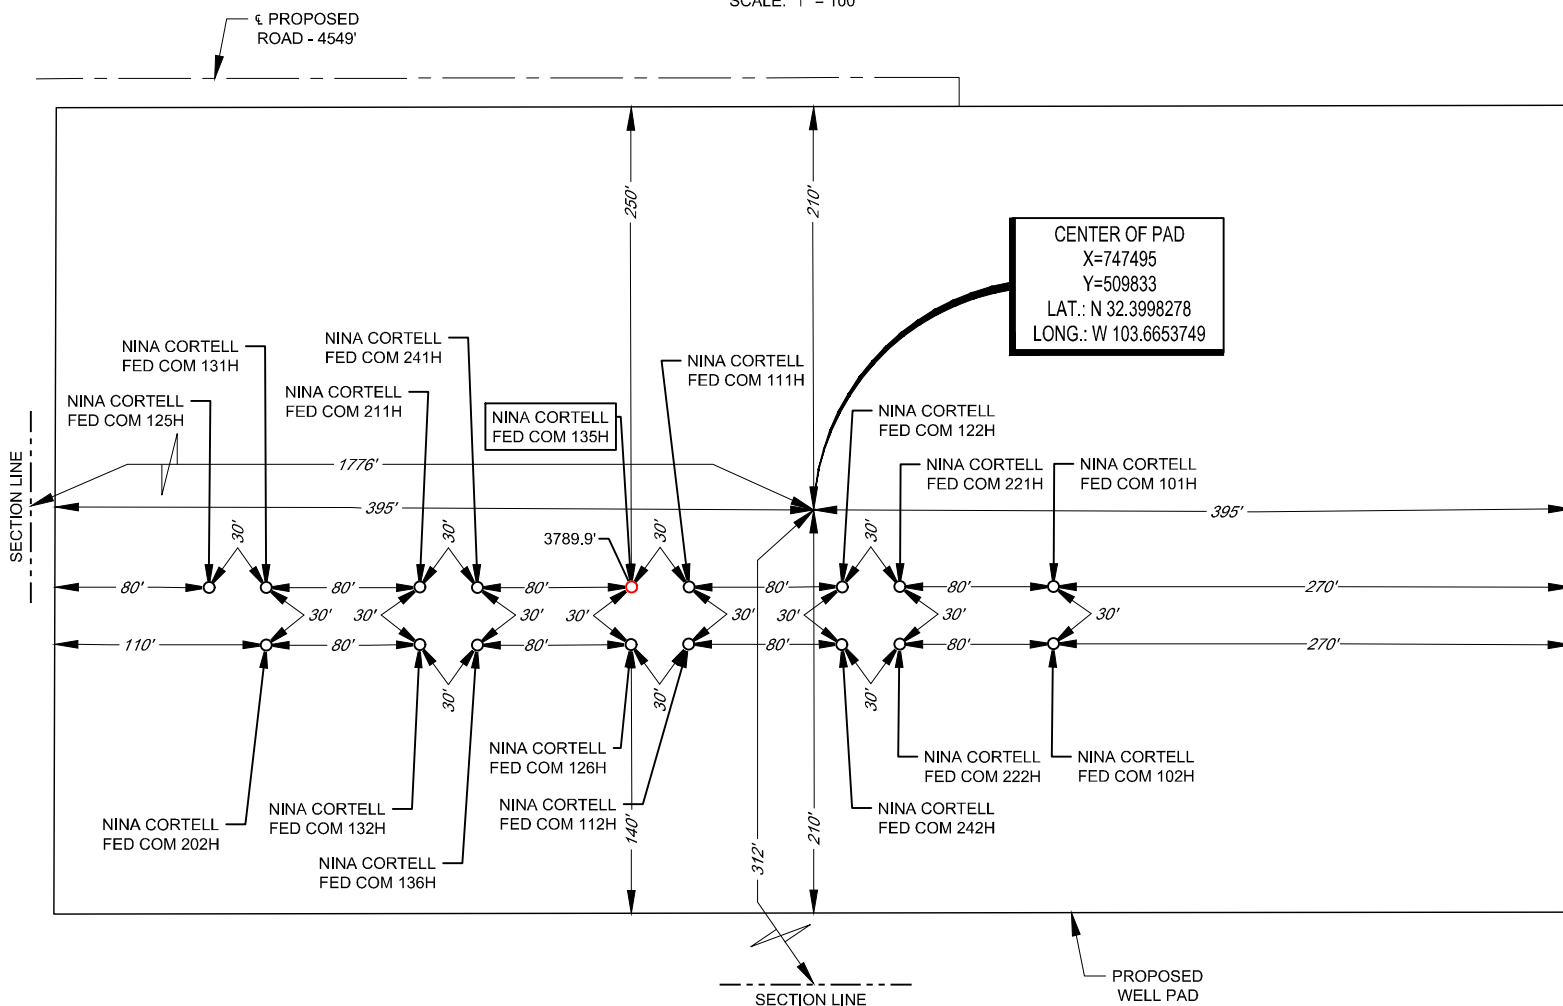 SCALE: 1" = 100'
℄ PROPOSED
ROAD - 4549'
250'
210'
CENTER OF PAD
X=747495
Y=509833
LAT.: N 32.3998278
LONG.: W 103.6653749
NINA CORTELL
FED COM 131H
NINA CORTELL
FED COM 241H
NINA CORTELL
FED COM 111H
NINA CORTELL
FED COM 125H
NINA CORTELL
FED COM 211H
NINA CORTELL
FED COM 135H
NINA CORTELL
FED COM 122H
NINA CORTELL
FED COM 221H
NINA CORTELL
FED COM 101H
SECTION LINE
1776'
395'
395'
30'
30'
3789.9'
30'
30'
80'
80'
80'
80'
80'
270'
30'
30'
30'
30'
30'
30'
30'
30'
110'
80'
80'
80'
80'
270'
30'
30'
30'
NINA CORTELL
FED COM 126H
NINA CORTELL
FED COM 222H
NINA CORTELL
FED COM 102H
NINA CORTELL
FED COM 202H
NINA CORTELL
FED COM 132H
NINA CORTELL
FED COM 112H
NINA CORTELL
FED COM 242H
NINA CORTELL
FED COM 136H
140'
312'
210'
PROPOSED
WELL PAD
SECTION LINE